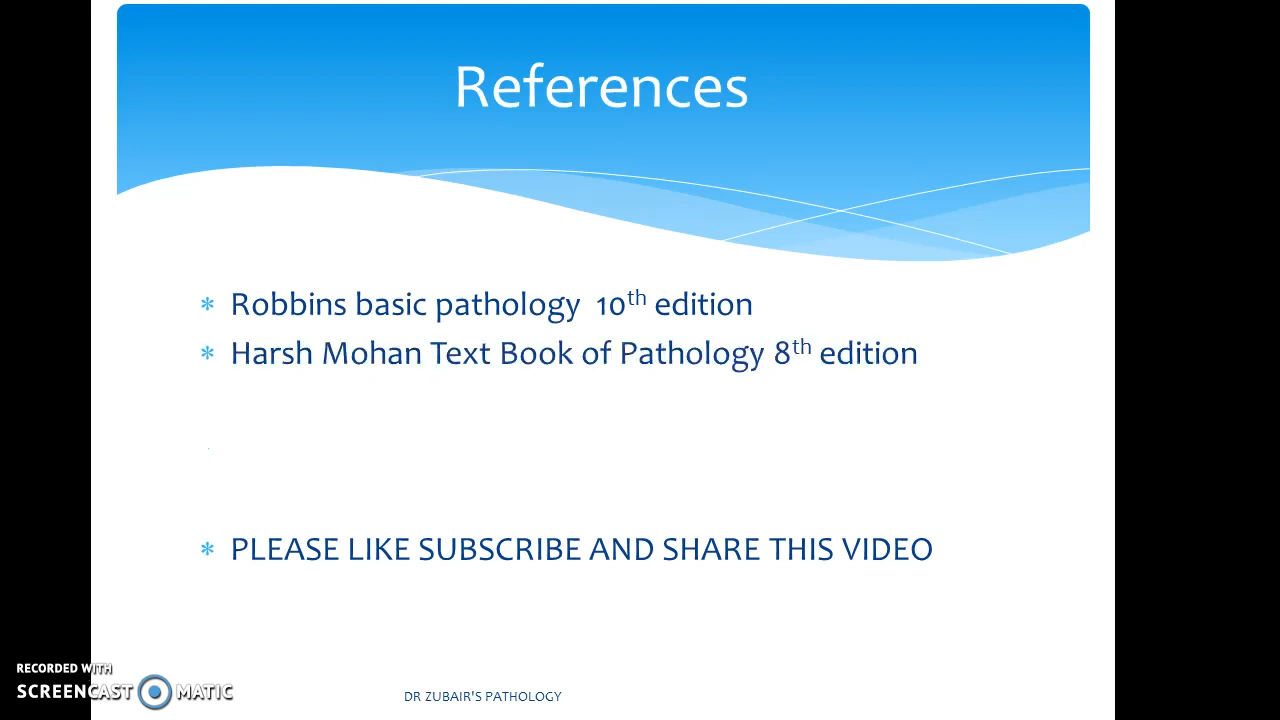 References
* Robbins basic pathology 10th edition
* Harsh Mohan Text Book of Pathology 8th edition
* PLEASE LIKE SUBSCRIBE AND SHARE THIS VIDEO
RECORDED WITH
SCREENCAST MATIC
DR ZUBAIR'S PATHOLOGY